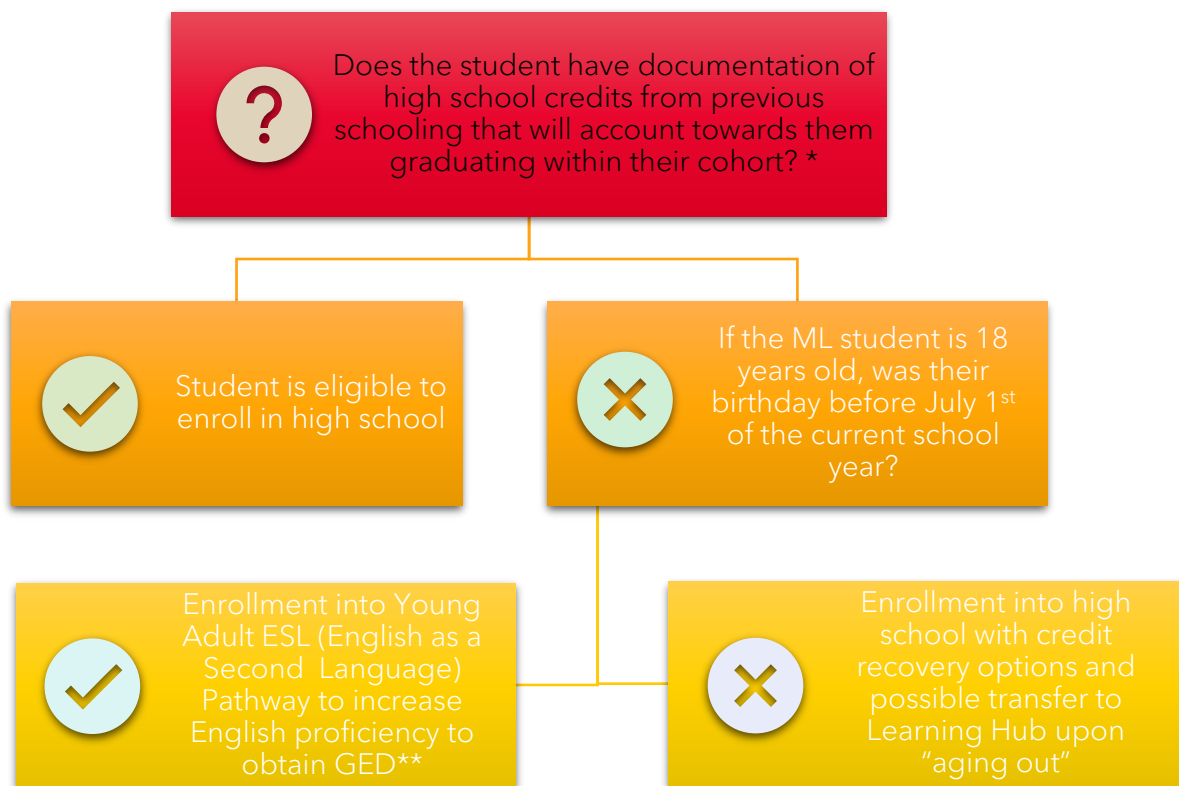 ?
Does the student have documentation of
high school credits from previous
schooling that will account towards them
graduating within their cohort? *
Student is eligible to
enroll in high school
If the ML student is 18
years old, was their
birthday before July 1st
of the current school
year?
Enrollment into Young
Adult ESL (English as a
Second Language)
Pathway to increase
English proficiency to
obtain GED**
Enrollment into high
school with credit
recovery options and
possible transfer to
Learning Hub upon
“aging out”